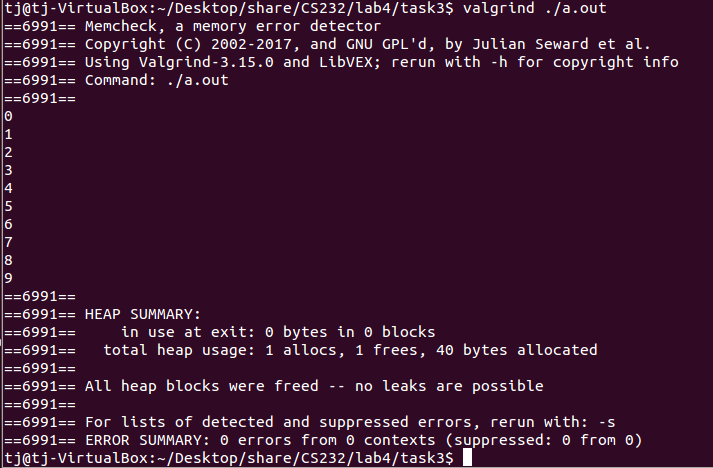 tj@tj-VirtualBox:~/Desktop/share/CS232/lab4/task3$ valgrind ./a.out
==6991== Memcheck, a memory error detector
==6991== Copyright (C) 2002-2017, and GNU GPL'd, by Julian Seward et al.
==6991== Using Valgrind-3.15.0 and LibVEX; rerun with -h for copyright info
==6991== Command: ./a.out
==6991==
0
1
2
3
4
5
6
7
8
9
==6991==
==6991== HEAP SUMMARY:
==6991==     in use at exit: 0 bytes in 0 blocks
==6991==   total heap usage: 1 allocs, 1 frees, 40 bytes allocated
==6991==
==6991== All heap blocks were freed -- no leaks are possible
==6991==
==6991== For lists of detected and suppressed errors, rerun with: -s
==6991== ERROR SUMMARY: 0 errors from 0 contexts (suppressed: 0 from 0)
tj@tj-VirtualBox:~/Desktop/share/CS232/lab4/task3$